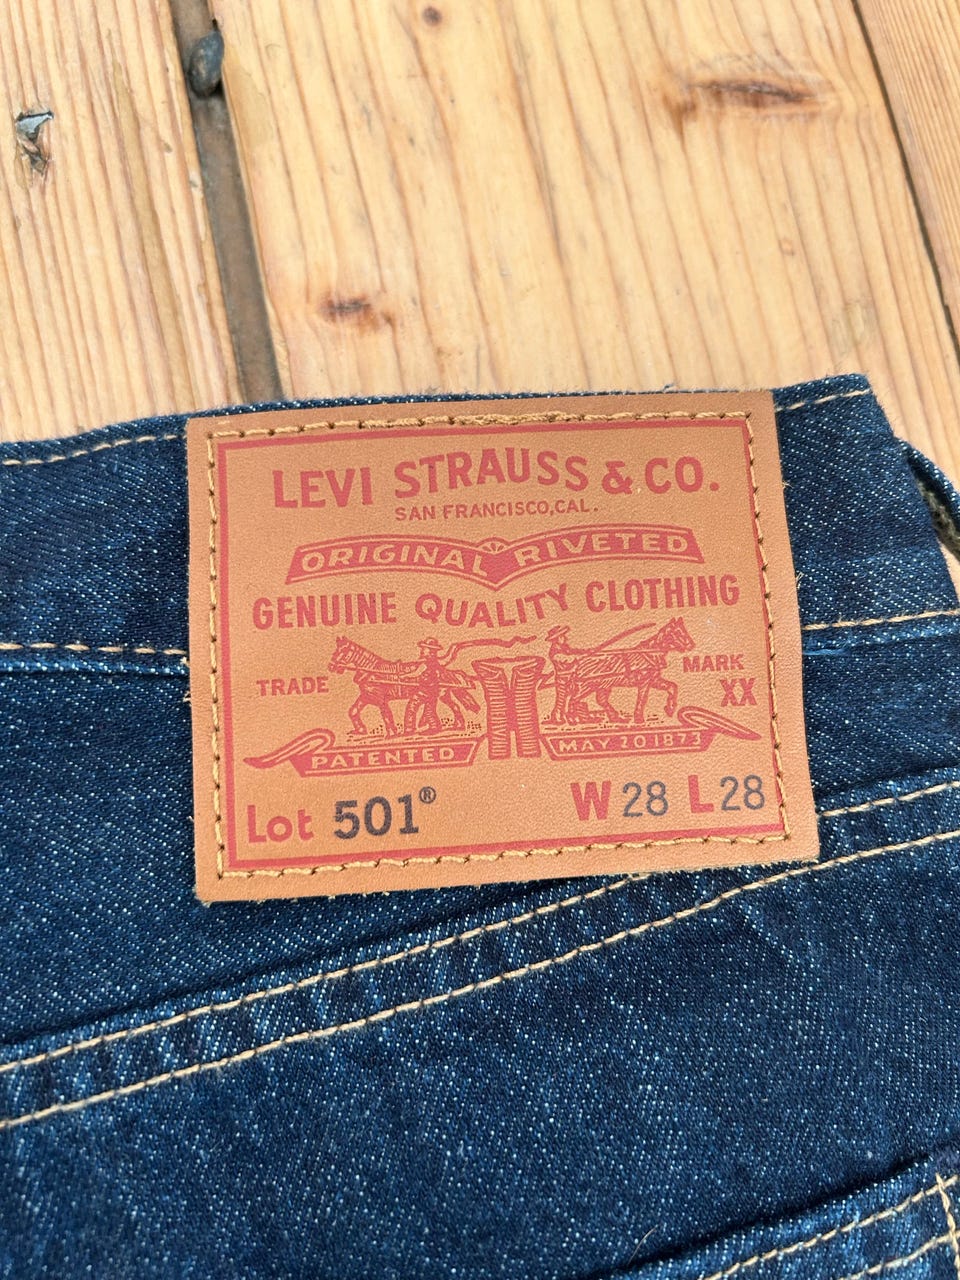 LEVI STRAUSS & CO.
SAN FRANCISCO, CAL.
ORIGINAL RIVETED
GENUINE QUALITY CLOTHING
TRADE MARK
XX
PATENTED MAY 20 1873
Lot 501® W 28 L 28